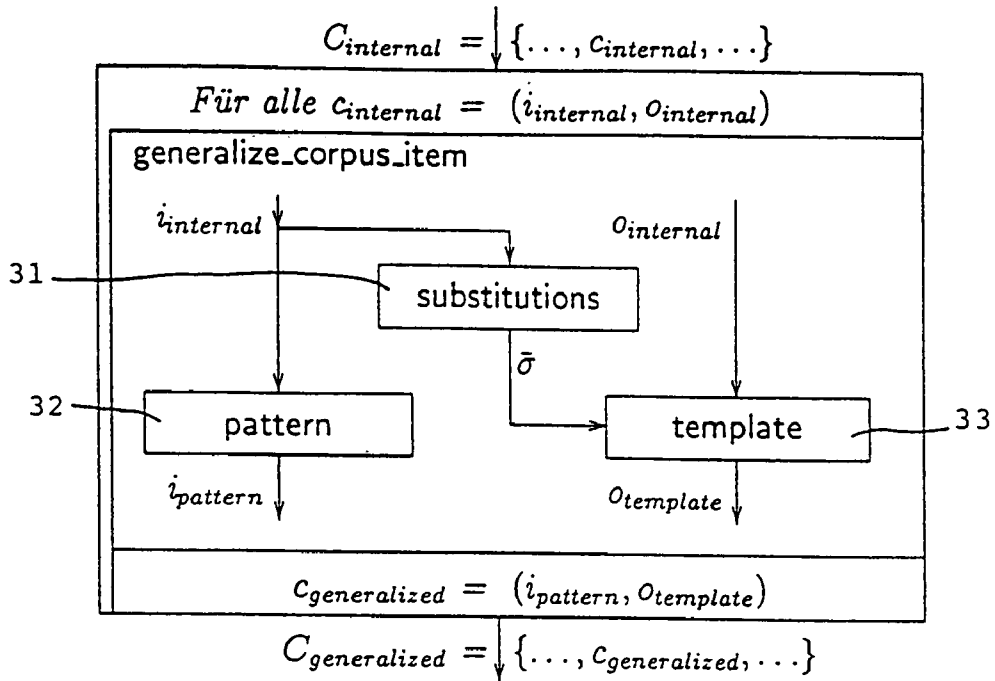 C_internal = {..., c_internal, ...}
Für alle c_internal = (i_internal, o_internal)
generalize_corpus_item
i_internal
o_internal
31
substitutions
σ̄
32
pattern
template
33
i_pattern
o_template
c_generalized = (i_pattern, o_template)
C_generalized = {..., c_generalized, ...}